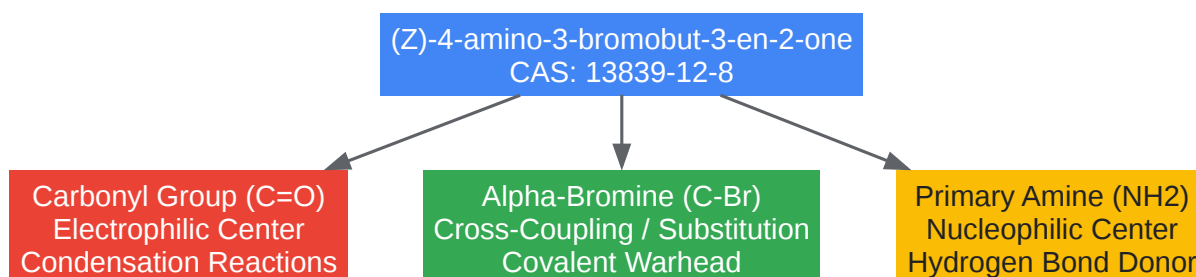 (Z)-4-amino-3-bromobut-3-en-2-one
CAS: 13839-12-8
Carbonyl Group (C=O)
Electrophilic Center
Condensation Reactions
Alpha-Bromine (C-Br)
Cross-Coupling / Substitution
Covalent Warhead
Primary Amine (NH2)
Nucleophilic Center
Hydrogen Bond Donor